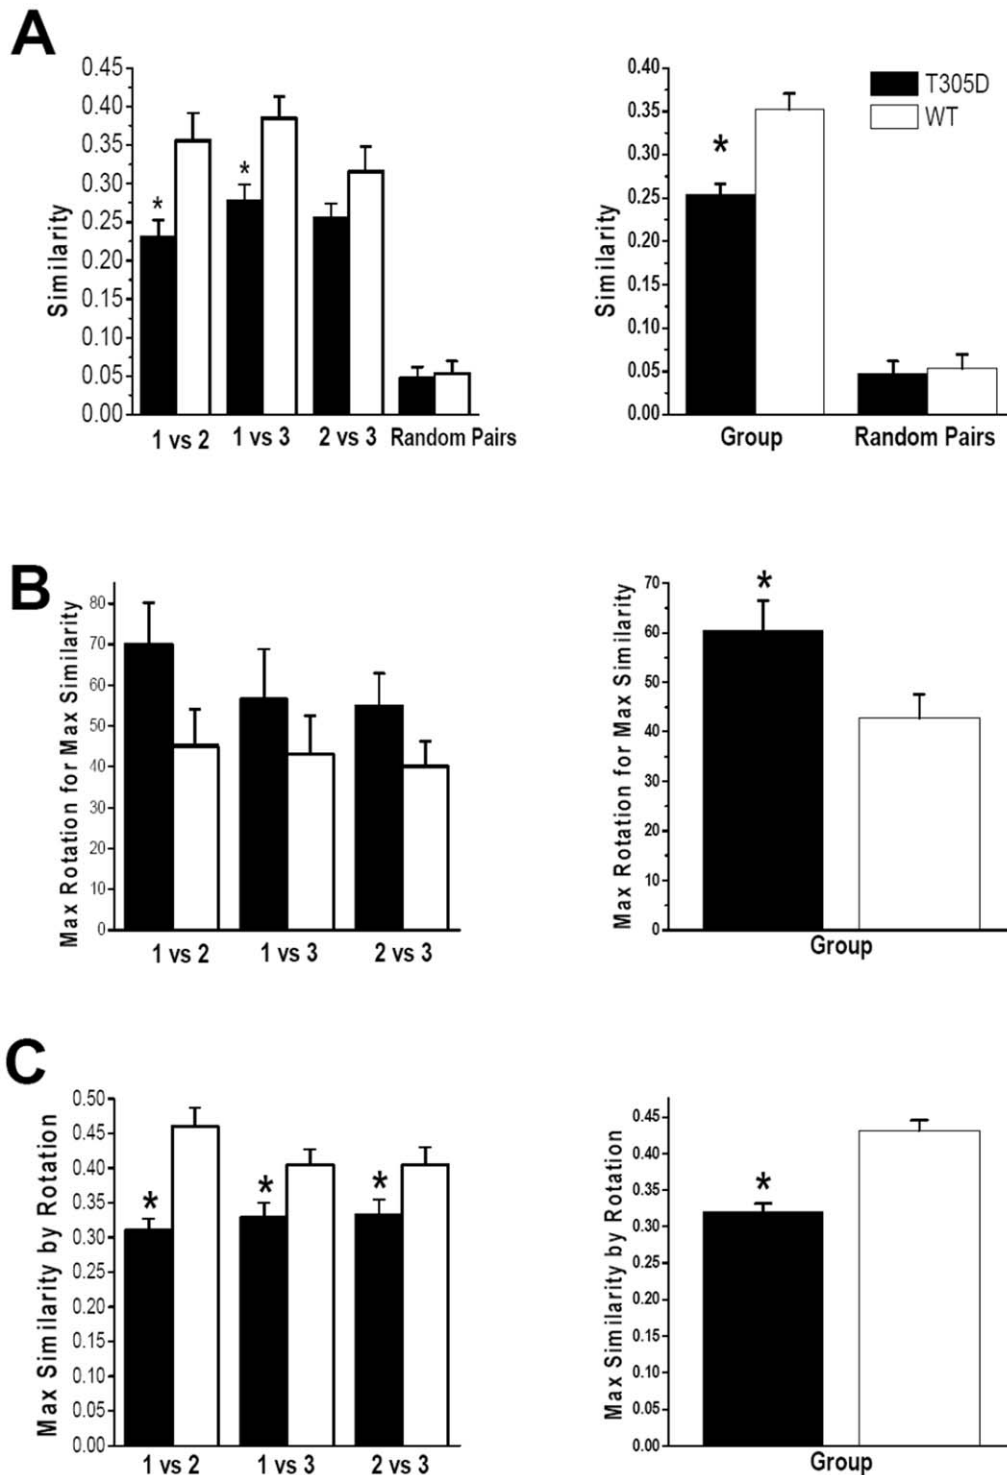 A
Similarity
0.45
0.40
0.35
0.30
0.25
0.20
0.15
0.10
0.05
0.00
*
*
1 vs 2
1 vs 3
2 vs 3
Random Pairs
Similarity
0.40
0.35
0.30
0.25
0.20
0.15
0.10
0.05
0.00
*
T305D
WT
Group
Random Pairs
B
Max Rotation for Max Similarity
80
70
60
50
40
30
20
10
0
1 vs 2
1 vs 3
2 vs 3
Max Rotation for Max Similarity
70
60
50
40
30
20
10
0
*
Group
C
Max Similarity by Rotation
0.50
0.45
0.40
0.35
0.30
0.25
0.20
0.15
0.10
0.05
0.00
*
*
*
1 vs 2
1 vs 3
2 vs 3
Max Similarity by Rotation
0.45
0.40
0.35
0.30
0.25
0.20
0.15
0.10
0.05
0.00
*
Group